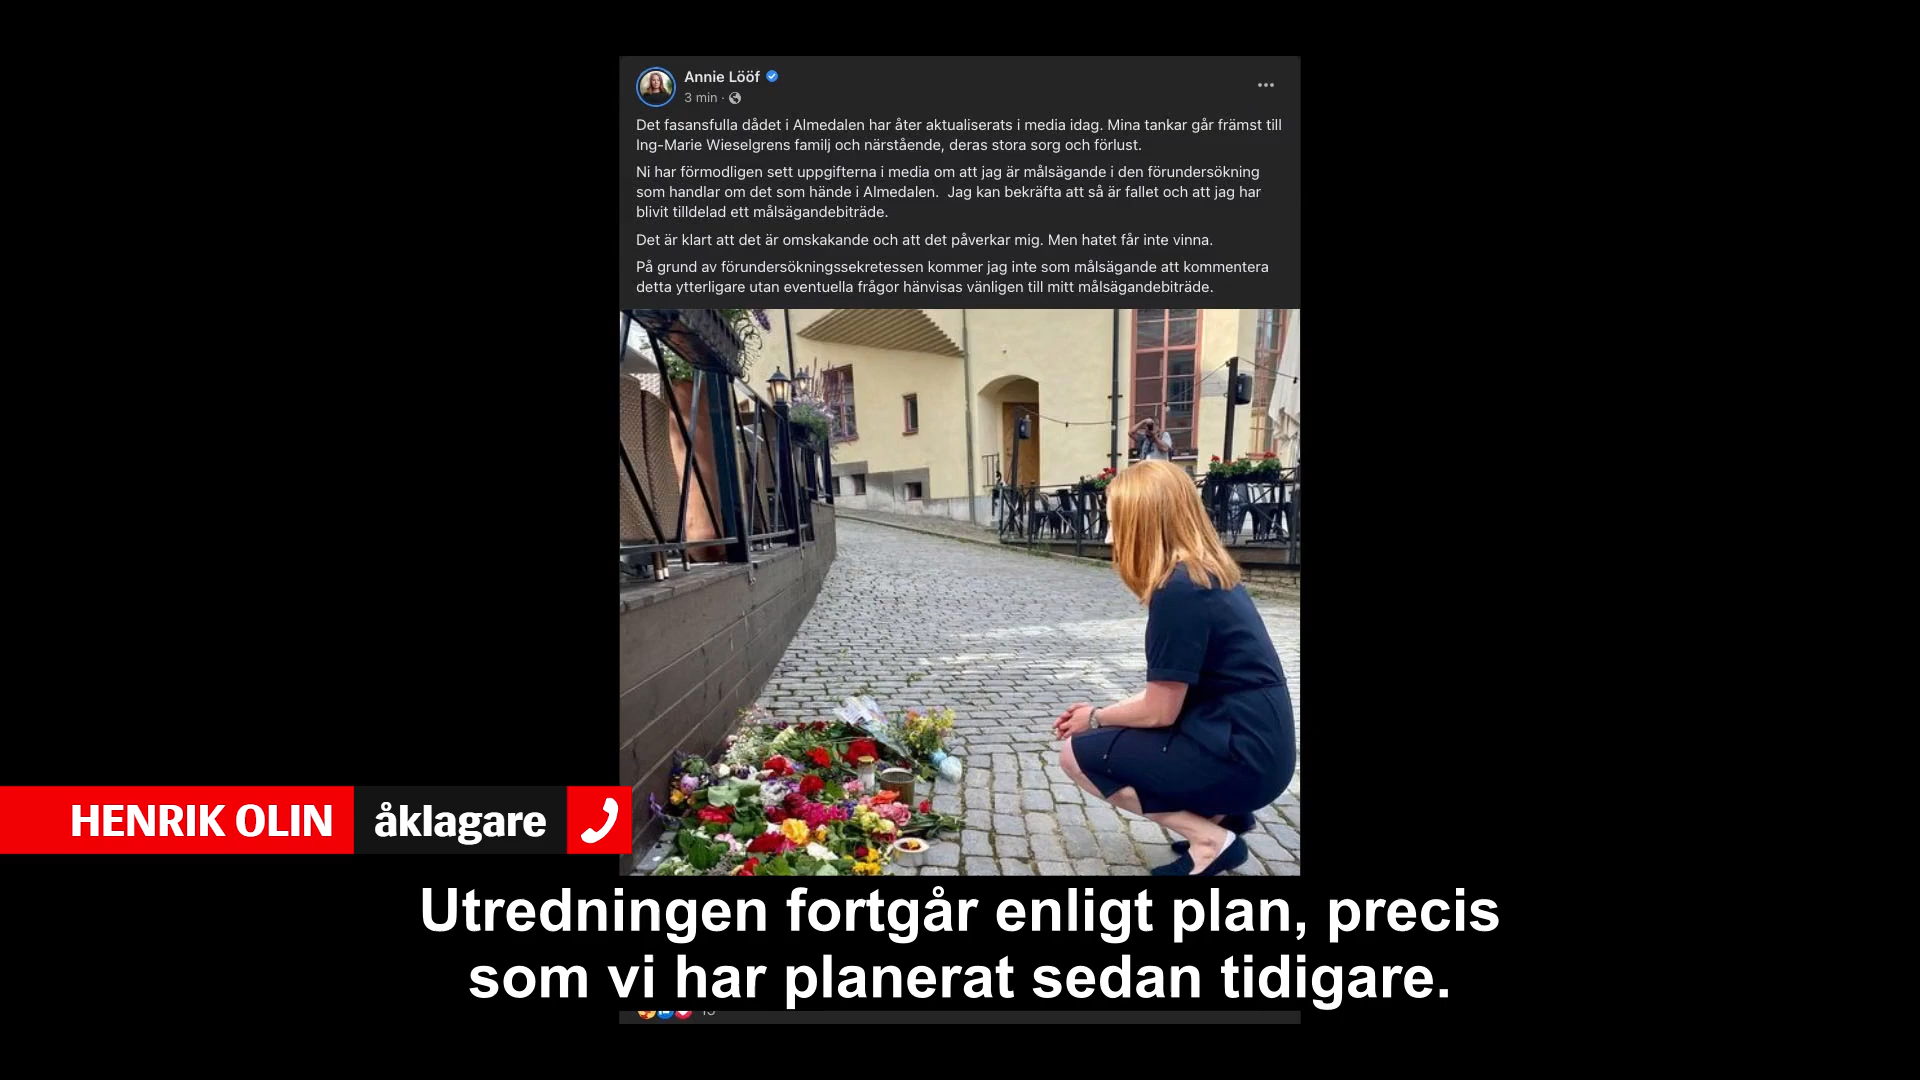 Annie Lööf
3 min ·
Det fasansfulla dådet i Almedalen har åter aktualiserats i media idag. Mina tankar går främst till
Ing-Marie Wieselgrens familj och närstående, deras stora sorg och förlust.
Ni har förmodligen sett uppgifterna i media om att jag är målsägande i den förundersökning
som handlar om det som hände i Almedalen. Jag kan bekräfta att så är fallet och att jag har
blivit tilldelad ett målsägandebiträde.
Det är klart att det är omskakande och att det påverkar mig. Men hatet får inte vinna.
På grund av förundersökningssekretessen kommer jag inte som målsägande att kommentera
detta ytterligare utan eventuella frågor hänvisas vänligen till mitt målsägandebiträde.
HENRIK OLIN åklagare
Utredningen fortgår enligt plan, precis
som vi har planerat sedan tidigare.